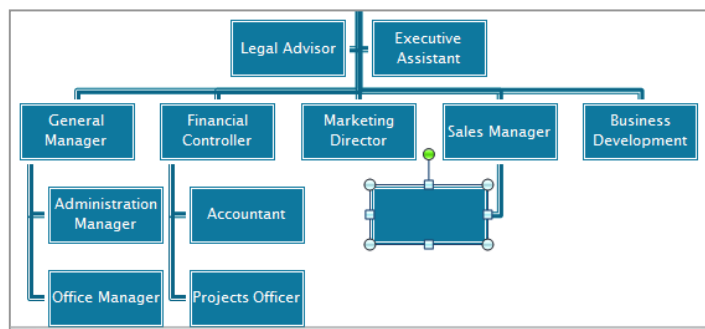 Legal Advisor
Executive
Assistant
General
Manager
Financial
Controller
Marketing
Director
Sales Manager
Business
Development
Administration
Manager
Accountant
Office Manager
Projects Officer